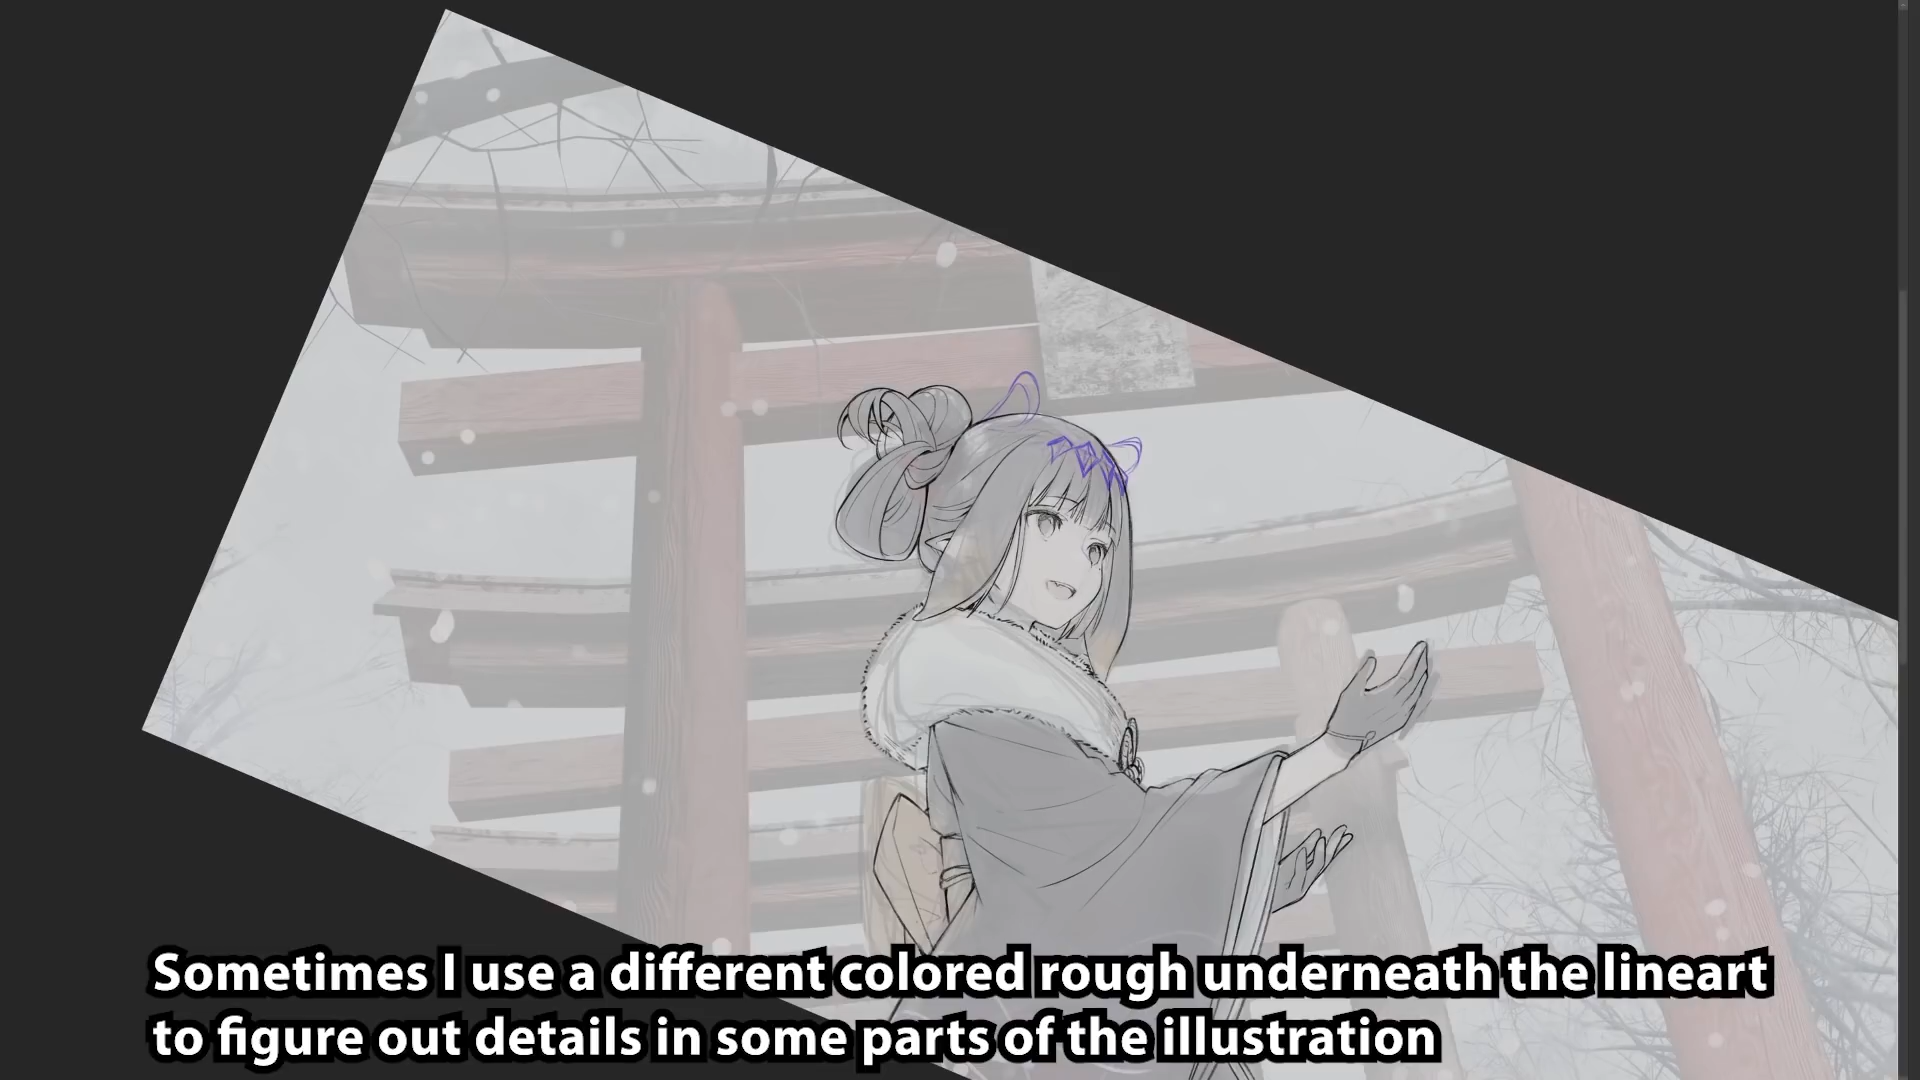 Sometimes I use a different colored rough underneath the lineart
to figure out details in some parts of the illustration